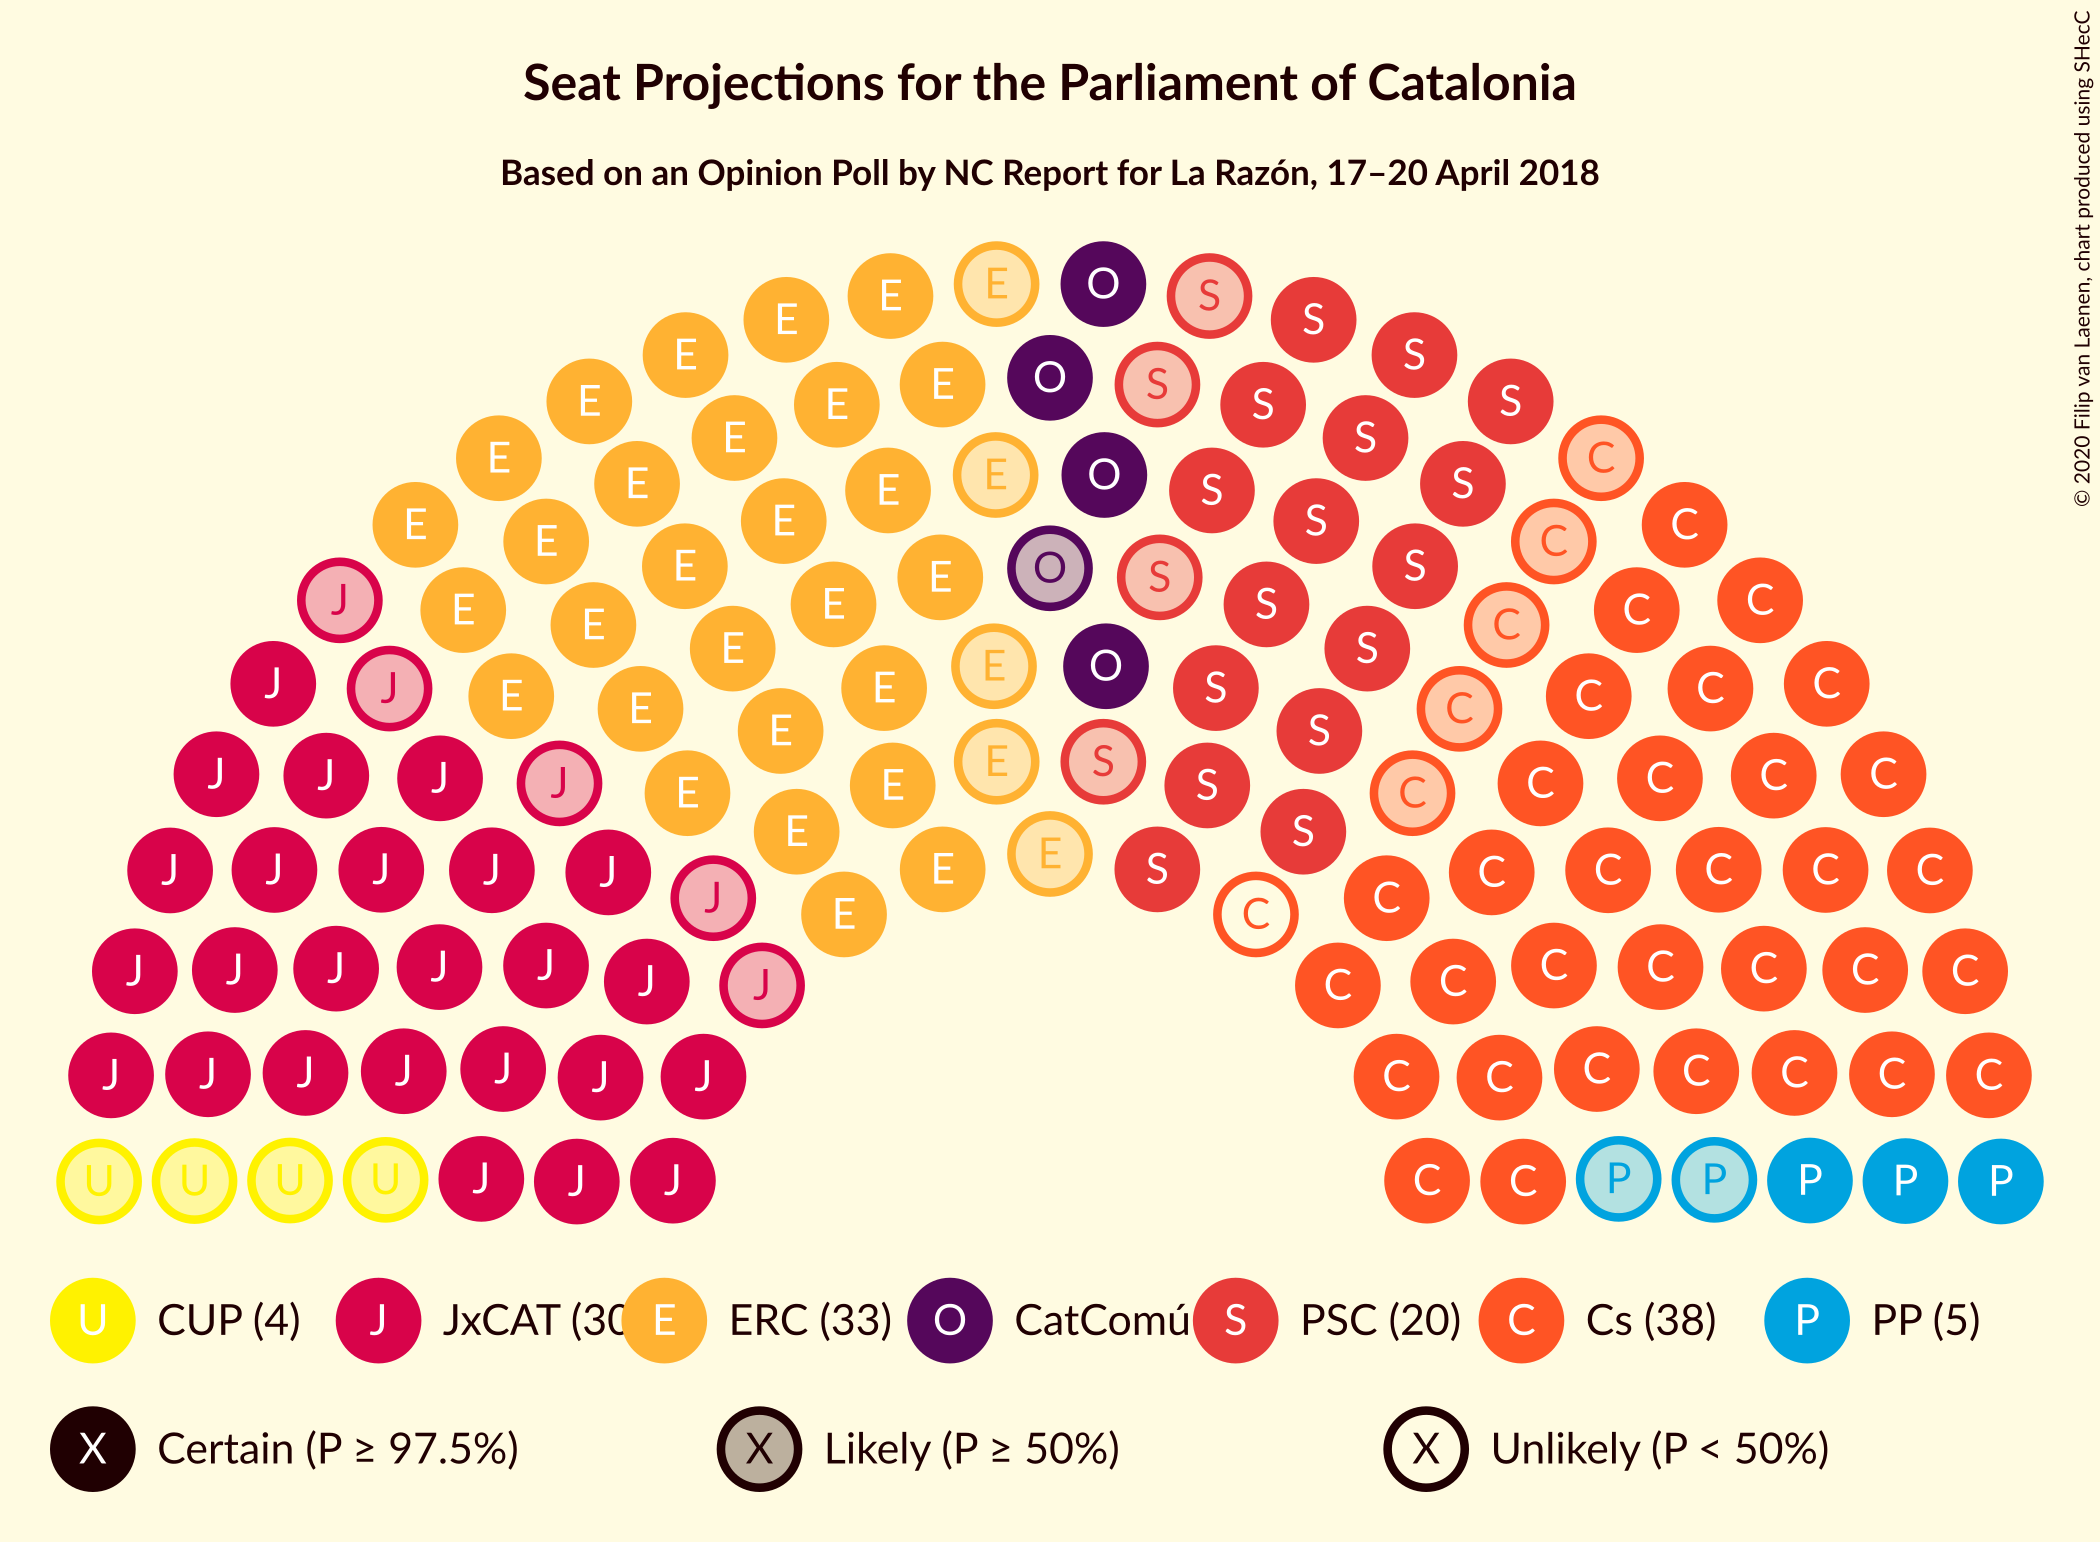 Seat Projections for the Parliament of Catalonia
Based on an Opinion Poll by NC Report for La Razón, 17–20 April 2018
© 2020 Filip van Laenen, chart produced using SHecC
E E O S
E S
E O S
E E S
E E S S
E E O S
E E S C
E E S
E E S C
E E C
J E O S C
E E S
E E S C C
E E S
J E O C
J E S C C
J E S C
E S
J J E S C C
J J E E S C C
J E C C
E S
J J J J J E S C C C C C
J E C C
J J J J J J J C C C C C C C
J J J J J J J C C C C C C C
U U U U J J J C C P P P P P
U CUP (4) J JxCAT (30 E ERC (33) O CatComú S PSC (20) C Cs (38) P PP (5)
X Certain (P ≥ 97.5%) X Likely (P ≥ 50%) X Unlikely (P < 50%)